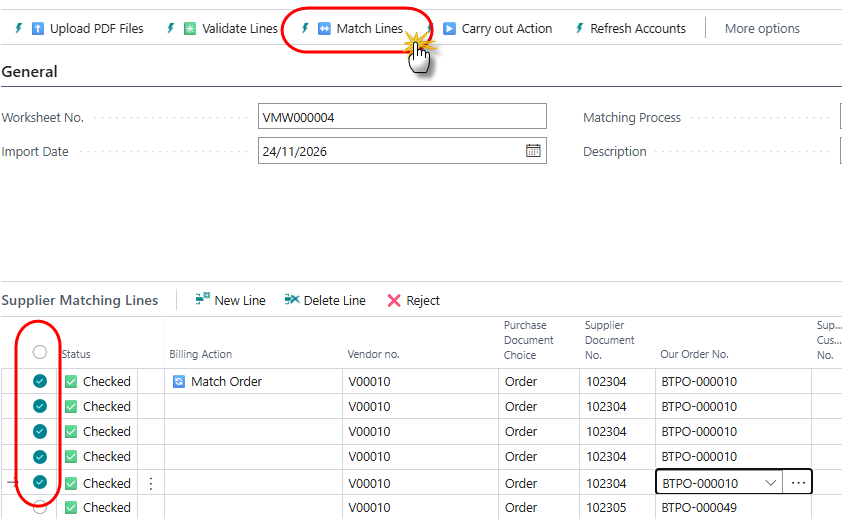 Upload PDF Files Validate Lines Match Lines Carry out Action Refresh Accounts More options
General
Worksheet No. VMW000004 Matching Process
Import Date 24/11/2026 Description
Supplier Matching Lines New Line Delete Line Reject
Status Billing Action Vendor no. Purchase Document Choice Supplier Document No. Our Order No. Sup... Cus... No.
Checked Match Order V00010 Order 102304 BTPO-000010
Checked V00010 Order 102304 BTPO-000010
Checked V00010 Order 102304 BTPO-000010
Checked V00010 Order 102304 BTPO-000010
Checked V00010 Order 102304 BTPO-000010
Checked V00010 Order 102305 BTPO-000049